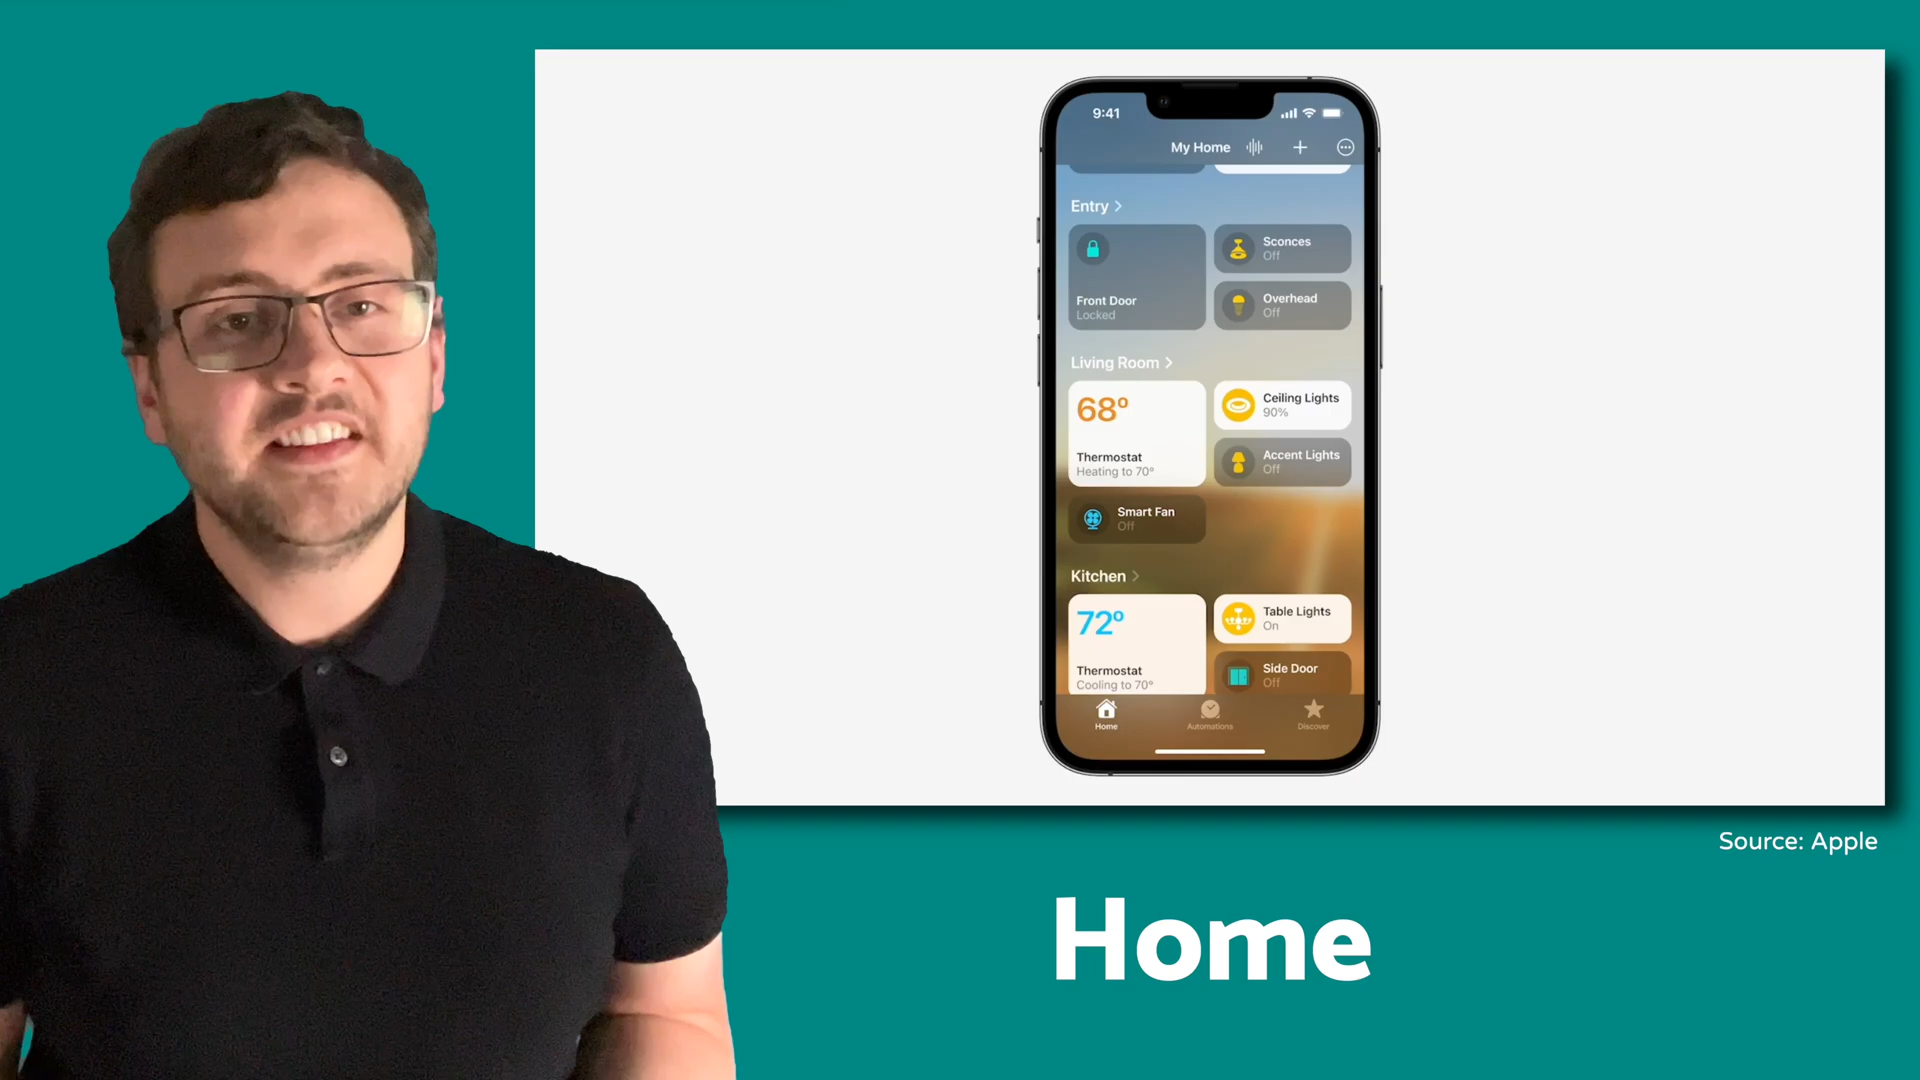 9:41
My Home
Entry
Front Door
Locked
Sconces
Off
Overhead
Off
Living Room
68°
Thermostat
Heating to 70°
Ceiling Lights
90%
Accent Lights
Off
Smart Fan
Off
Kitchen
72°
Thermostat
Cooling to 70°
Table Lights
On
Side Door
Off
Home
Automations
Discover
Source: Apple
Home